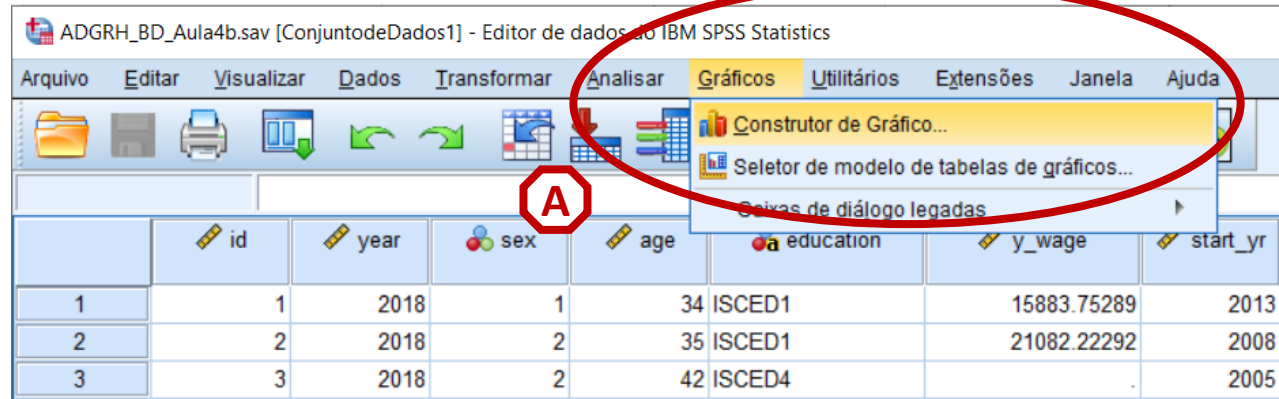 ADGRH_BD_Aula4b.sav [ConjuntodeDados1] - Editor de dados do IBM SPSS Statistics
Arquivo Editar Visualizar Dados Transformar Analisar Gráficos Utilitários Extensões Janela Ajuda
Construtor de Gráfico...
Seletor de modelo de tabelas de gráficos...
Caixas de diálogo legadas
A
id year sex age education y_wage start_yr
1 1 2018 1 34 ISCED1 15883.75289 2013
2 2 2018 2 35 ISCED1 21082.22292 2008
3 3 2018 2 42 ISCED4 . 2005